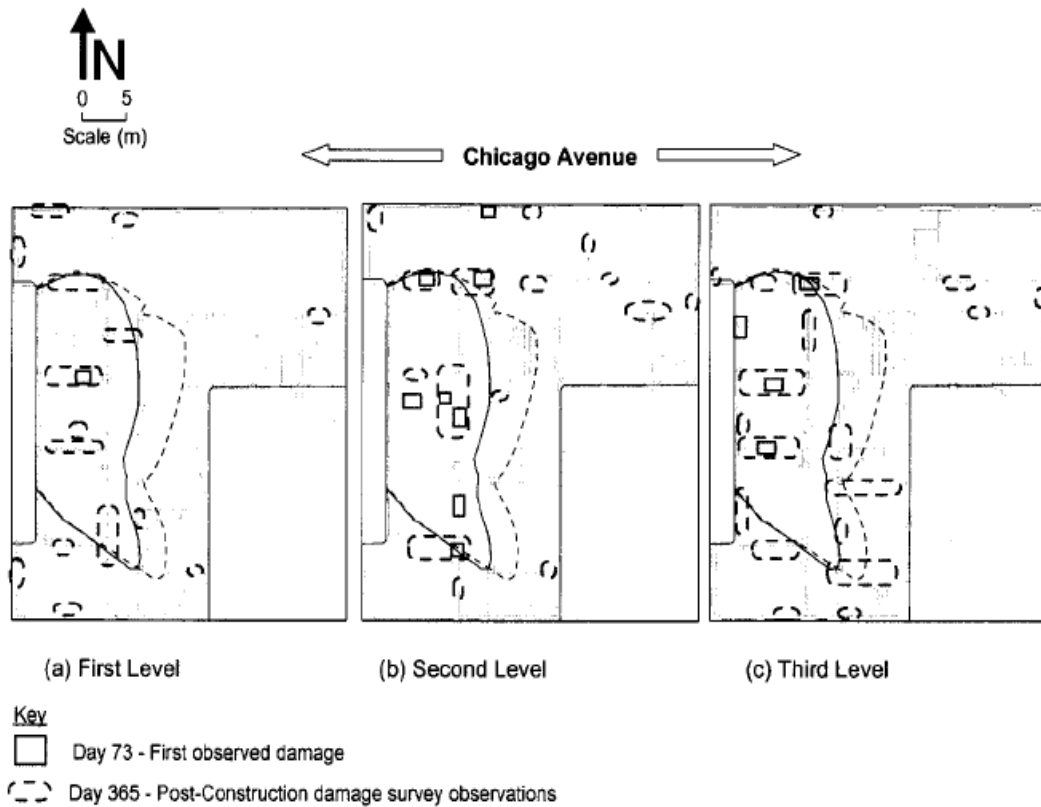 N
0 5
Scale (m)
Chicago Avenue
(a) First Level
(b) Second Level
(c) Third Level
Key
Day 73 - First observed damage
Day 365 - Post-Construction damage survey observations